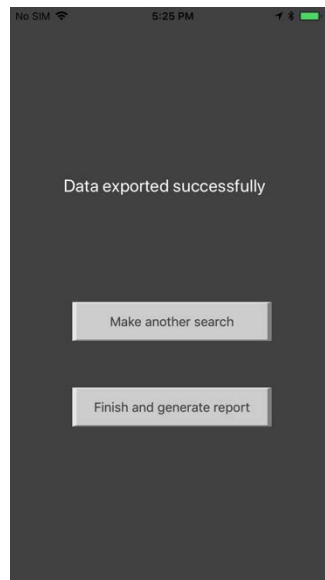 No SIM 5:25 PM
Data exported successfully
Make another search
Finish and generate report